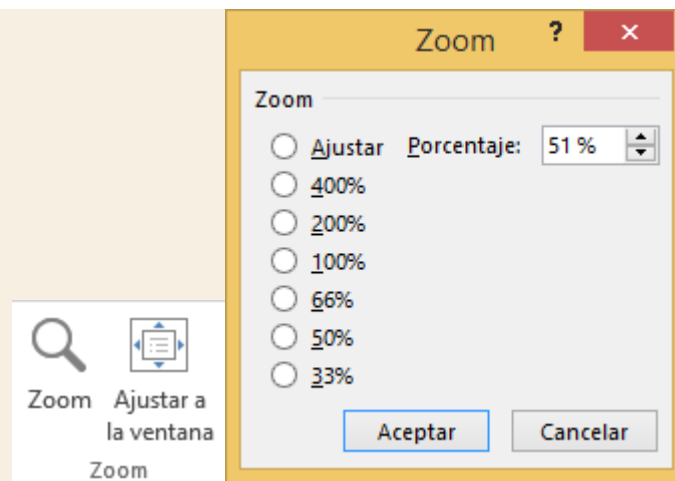 Zoom ?
Zoom
Ajustar Porcentaje: 51 %
400%
200%
100%
66%
50%
33%
Aceptar Cancelar
Zoom Ajustar a
la ventana
Zoom